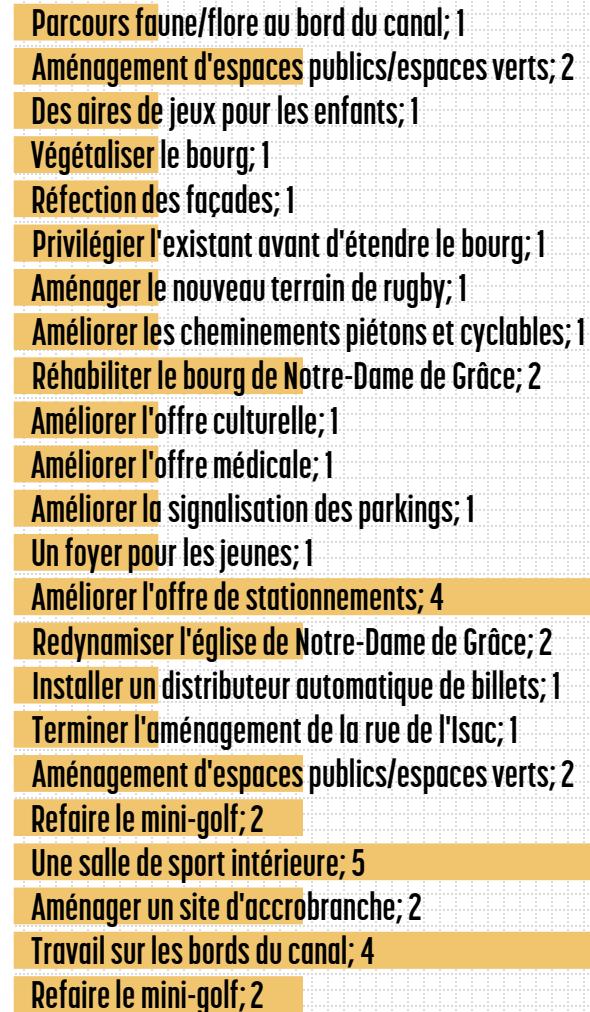 Parcours faune/flore au bord du canal; 1
Aménagement d'espaces publics/espaces verts; 2
Des aires de jeux pour les enfants; 1
Végétaliser le bourg; 1
Réfection des façades; 1
Privilégier l'existant avant d'étendre le bourg; 1
Aménager le nouveau terrain de rugby; 1
Améliorer les cheminements piétons et cyclables; 1
Réhabiliter le bourg de Notre-Dame de Grâce; 2
Améliorer l'offre culturelle; 1
Améliorer l'offre médicale; 1
Améliorer la signalisation des parkings; 1
Un foyer pour les jeunes; 1
Améliorer l'offre de stationnements; 4
Redynamiser l'église de Notre-Dame de Grâce; 2
Installer un distributeur automatique de billets; 1
Terminer l'aménagement de la rue de l'Isac; 1
Aménagement d'espaces publics/espaces verts; 2
Refaire le mini-golf; 2
Une salle de sport intérieure; 5
Aménager un site d'accrobranche; 2
Travail sur les bords du canal; 4
Refaire le mini-golf; 2